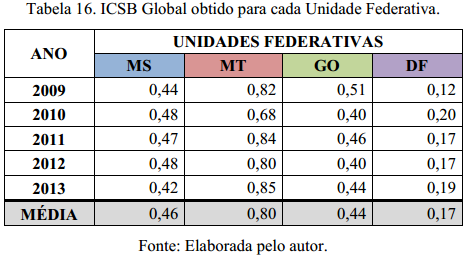 Tabela 16. ICSB Global obtido para cada Unidade Federativa.
ANO UNIDADES FEDERATIVAS
MS MT GO DF
2009 0,44 0,82 0,51 0,12
2010 0,48 0,68 0,40 0,20
2011 0,47 0,84 0,46 0,17
2012 0,48 0,80 0,40 0,17
2013 0,42 0,85 0,44 0,19
MÉDIA 0,46 0,80 0,44 0,17
Fonte: Elaborada pelo autor.